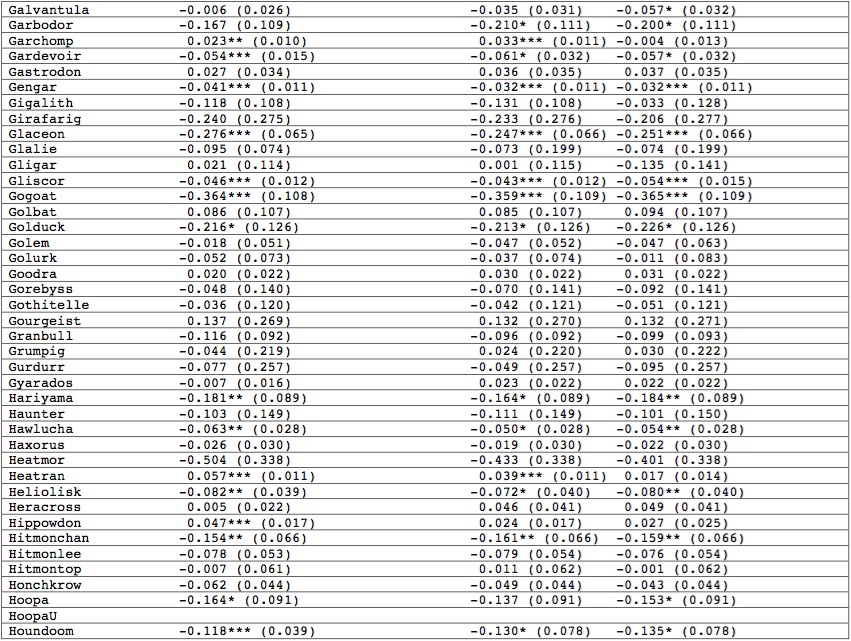 Galvantula -0.006 (0.026) -0.035 (0.031) -0.057* (0.032)
Garbodor -0.167 (0.109) -0.210* (0.111) -0.200* (0.111)
Garchomp 0.023** (0.010) 0.033*** (0.011) -0.004 (0.013)
Gardevoir -0.054*** (0.015) -0.061* (0.032) -0.057* (0.032)
Gastrodon 0.027 (0.034) 0.036 (0.035) 0.037 (0.035)
Gengar -0.041*** (0.011) -0.032*** (0.011) -0.032*** (0.011)
Gigalith -0.118 (0.108) -0.131 (0.108) -0.033 (0.128)
Girafarig -0.240 (0.275) -0.233 (0.276) -0.206 (0.277)
Glaceon -0.276*** (0.065) -0.247*** (0.066) -0.251*** (0.066)
Glalie -0.095 (0.074) -0.073 (0.199) -0.074 (0.199)
Gligar 0.021 (0.114) 0.001 (0.115) -0.135 (0.141)
Gliscor -0.046*** (0.012) -0.043*** (0.012) -0.054*** (0.015)
Gogoat -0.364*** (0.108) -0.359*** (0.109) -0.365*** (0.109)
Golbat 0.086 (0.107) 0.085 (0.107) 0.094 (0.107)
Golduck -0.216* (0.126) -0.213* (0.126) -0.226* (0.126)
Golem -0.018 (0.051) -0.047 (0.052) -0.047 (0.063)
Golurk -0.052 (0.073) -0.037 (0.074) -0.011 (0.083)
Goodra 0.020 (0.022) 0.030 (0.022) 0.031 (0.022)
Gorebyss -0.048 (0.140) -0.070 (0.141) -0.092 (0.141)
Gothitelle -0.036 (0.120) -0.042 (0.121) -0.051 (0.121)
Gourgeist 0.137 (0.269) 0.132 (0.270) 0.132 (0.271)
Granbull -0.116 (0.092) -0.096 (0.092) -0.099 (0.093)
Grumpig -0.044 (0.219) 0.024 (0.220) 0.030 (0.222)
Gurdurr -0.077 (0.257) -0.049 (0.257) -0.095 (0.257)
Gyarados -0.007 (0.016) 0.023 (0.022) 0.022 (0.022)
Hariyama -0.181** (0.089) -0.164* (0.089) -0.184** (0.089)
Haunter -0.103 (0.149) -0.111 (0.149) -0.101 (0.150)
Hawlucha -0.063** (0.028) -0.050* (0.028) -0.054** (0.028)
Haxorus -0.026 (0.030) -0.019 (0.030) -0.022 (0.030)
Heatmor -0.504 (0.338) -0.433 (0.338) -0.401 (0.338)
Heatran 0.057*** (0.011) 0.039*** (0.011) 0.017 (0.014)
Heliolisk -0.082** (0.039) -0.072* (0.040) -0.080** (0.040)
Heracross 0.005 (0.022) 0.046 (0.041) 0.049 (0.041)
Hippowdon 0.047*** (0.017) 0.024 (0.017) 0.027 (0.025)
Hitmonchan -0.154** (0.066) -0.161** (0.066) -0.159** (0.066)
Hitmonlee -0.078 (0.053) -0.079 (0.054) -0.076 (0.054)
Hitmontop -0.007 (0.061) 0.011 (0.062) -0.001 (0.062)
Honchkrow -0.062 (0.044) -0.049 (0.044) -0.043 (0.044)
Hoopa -0.164* (0.091) -0.137 (0.091) -0.153* (0.091)
HoopaU
Houndoom -0.118*** (0.039) -0.130* (0.078) -0.135* (0.078)